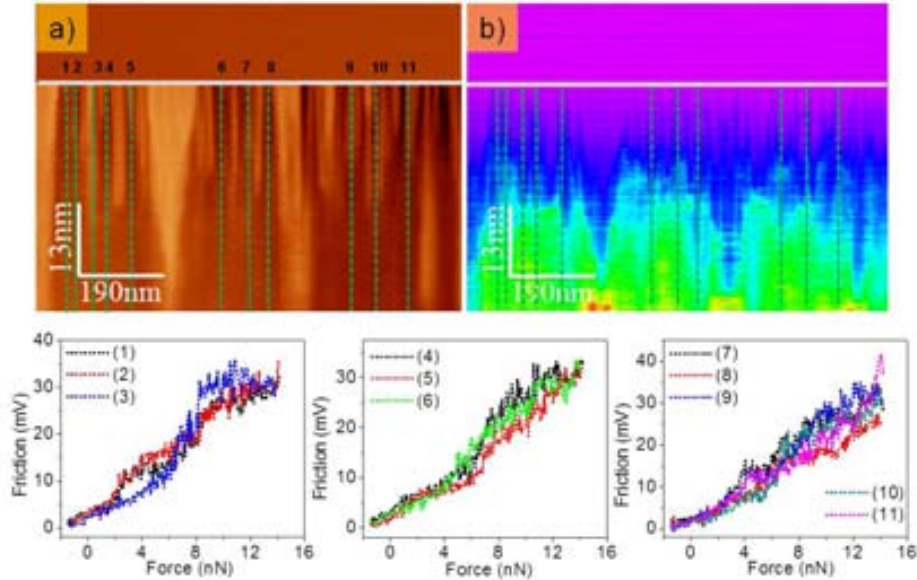 a)
1 2 3 4 5 6 7 8 9 10 11
13nm
190nm
b)
13nm
190nm
40
30
20
10
0
Friction (mV)
(1)
(2)
(3)
0 4 8 12 16
Force (nN)
30
20
10
0
Friction (mV)
(4)
(5)
(6)
0 4 8 12 16
Force (nN)
40
30
20
10
0
Friction (mV)
(7)
(8)
(9)
(10)
(11)
0 4 8 12 16
Force (nN)